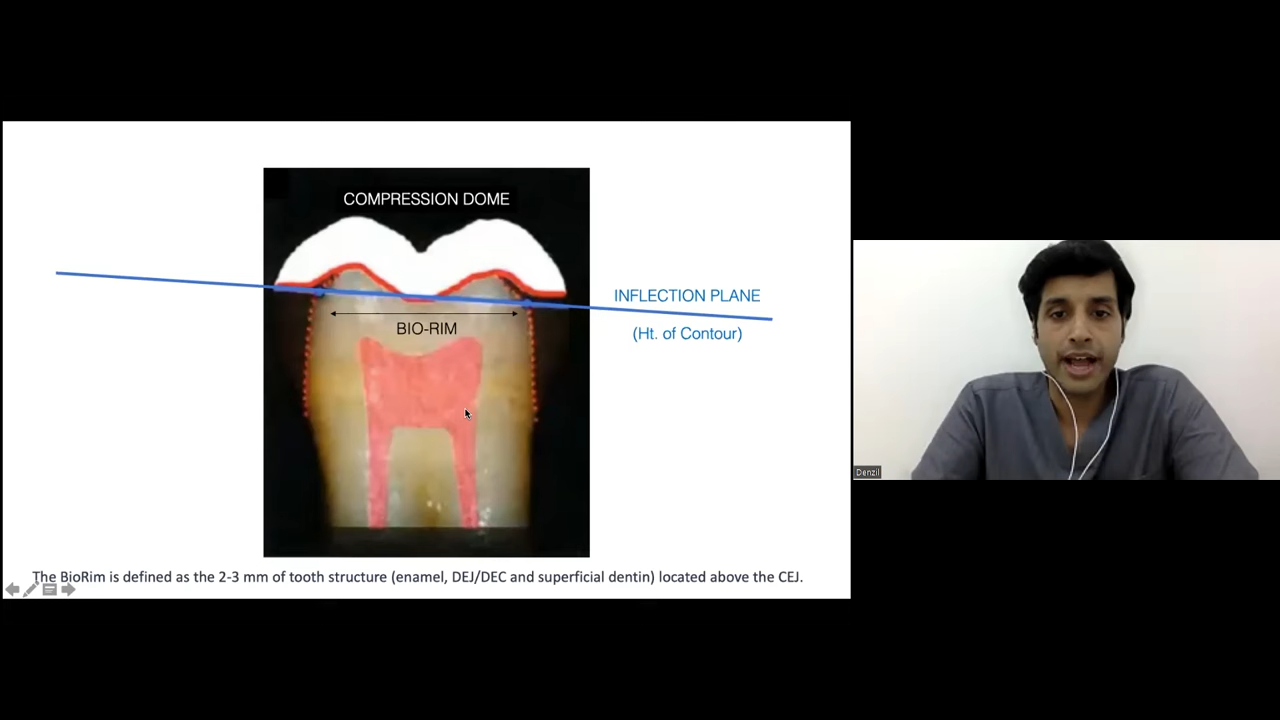 COMPRESSION DOME
INFLECTION PLANE
(Ht. of Contour)
BIO-RIM
The BioRim is defined as the 2-3 mm of tooth structure (enamel, DEJ/DEC and superficial dentin) located above the CEJ.
Denzil